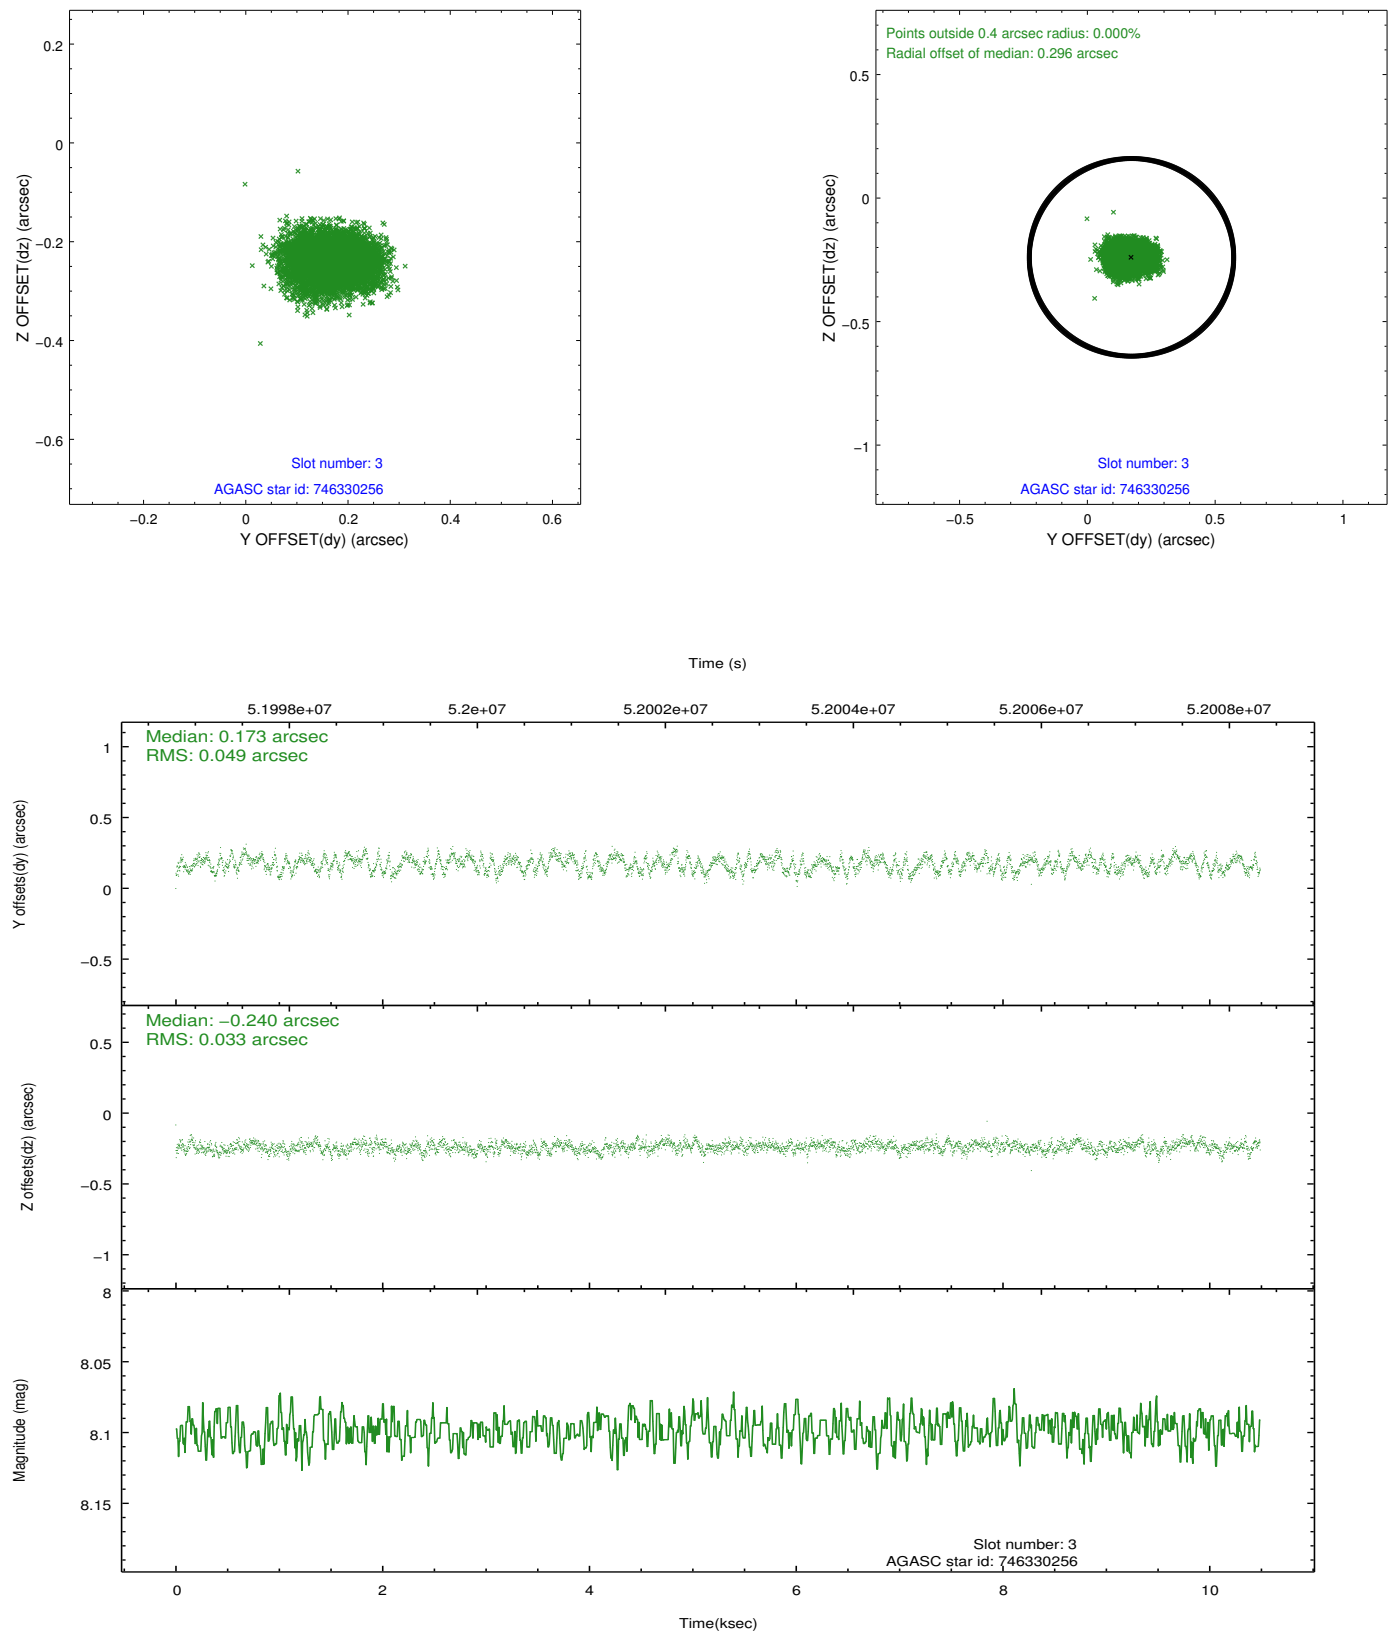 0.2
0
−0.2
−0.4
−0.6
Z OFFSET(dz) (arcsec)
Slot number: 3
AGASC star id: 746330256
−0.2 0 0.2 0.4 0.6
Y OFFSET(dy) (arcsec)
Points outside 0.4 arcsec radius: 0.000%
Radial offset of median: 0.296 arcsec
0.5
0
−0.5
−1
Z OFFSET(dz) (arcsec)
Slot number: 3
AGASC star id: 746330256
−0.5 0 0.5 1
Y OFFSET(dy) (arcsec)
Time (s)
5.1998e+07 5.2e+07 5.2002e+07 5.2004e+07 5.2006e+07 5.2008e+07
Median: 0.173 arcsec
RMS: 0.049 arcsec
1
0.5
0
−0.5
Y offsets(dy) (arcsec)
Median: −0.240 arcsec
RMS: 0.033 arcsec
0.5
0
−0.5
−1
Z offsets(dz) (arcsec)
8
8.05
8.1
8.15
Magnitude (mag)
Slot number: 3
AGASC star id: 746330256
0 2 4 6 8 10
Time(ksec)